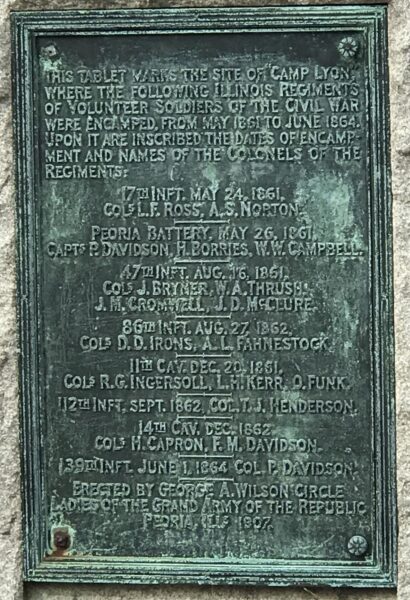 THIS TABLET MARKS THE SITE OF "CAMP LYON",
WHERE THE FOLLOWING ILLINOIS REGIMENTS
OF VOLUNTEER SOLDIERS OF THE CIVIL WAR
WERE ENCAMPED, FROM MAY 1861 TO JUNE 1864.
UPON IT ARE INSCRIBED THE DATES OF ENCAMP-
MENT AND NAMES OF THE COLONELS OF THE
REGIMENTS:
17TH INFT. MAY 24, 1861.
COLS L.F. ROSS, A.S. NORTON.
PEORIA BATTERY, MAY 26, 1861,
CAPTS P. DAVIDSON, H. BORRIES, W.W. CAMPBELL.
47TH INFT. AUG. 16, 1861,
COLS J. BRYNER, W.A. THRUSH,
J.M. CROMWELL, J.D. MCCLURE.
86TH INFT. AUG. 27, 1862,
COLS D.D. IRONS, A.L. FAHNESTOCK.
11TH CAV. DEC. 20, 1861,
COLS R.G. INGERSOLL, L.H. KERR, O. FUNK.
112TH INFT. SEPT. 1862, COL. T.J. HENDERSON.
14TH CAV. DEC. 1862,
COLS H. CAPRON, F.M. DAVIDSON.
139TH INFT. JUNE 1, 1864 COL. P. DAVIDSON.
ERECTED BY GEORGE A. WILSON CIRCLE
LADIES OF THE GRAND ARMY OF THE REPUBLIC
PEORIA, ILLS 1907.